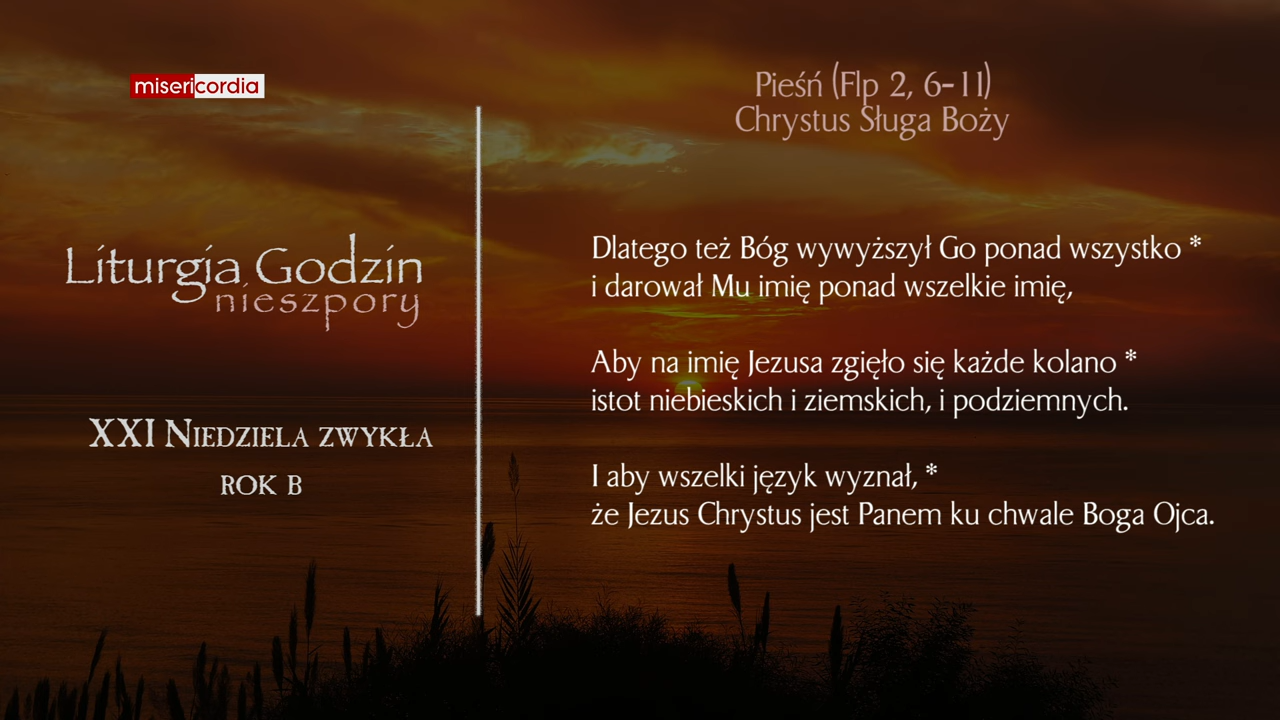 misericordia
Liturgia Godzin
nieszpory
XXI Niedziela zwykła
rok B
Pieśń (Flp 2, 6-11)
Chrystus Sługa Boży
Dlatego też Bóg wywyższył Go ponad wszystko *
i darował Mu imię ponad wszelkie imię,
Aby na imię Jezusa zgięło się każde kolano *
istot niebieskich i ziemskich, i podziemnych.
I aby wszelki język wyznał, *
że Jezus Chrystus jest Panem ku chwale Boga Ojca.